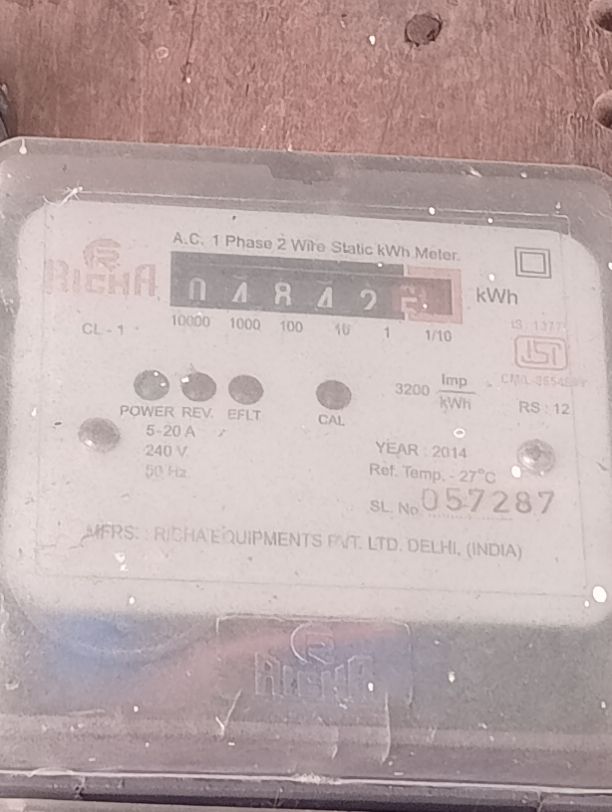 A.C. 1 Phase 2 Wire Static kWh Meter.
RICHA
0 4 8 4 2 kWh
10000 1000 100 10 1 1/10
CL - 1
IS 1377
ISI
3200 Imp
kWh
RS : 12
POWER REV. EFLT CAL
5-20 A
240 V
50 Hz
YEAR : 2014
Ref. Temp. - 27°C
SL. No. 057287
MFRS. : RICHA EQUIPMENTS PVT. LTD. DELHI, (INDIA)
RICHA